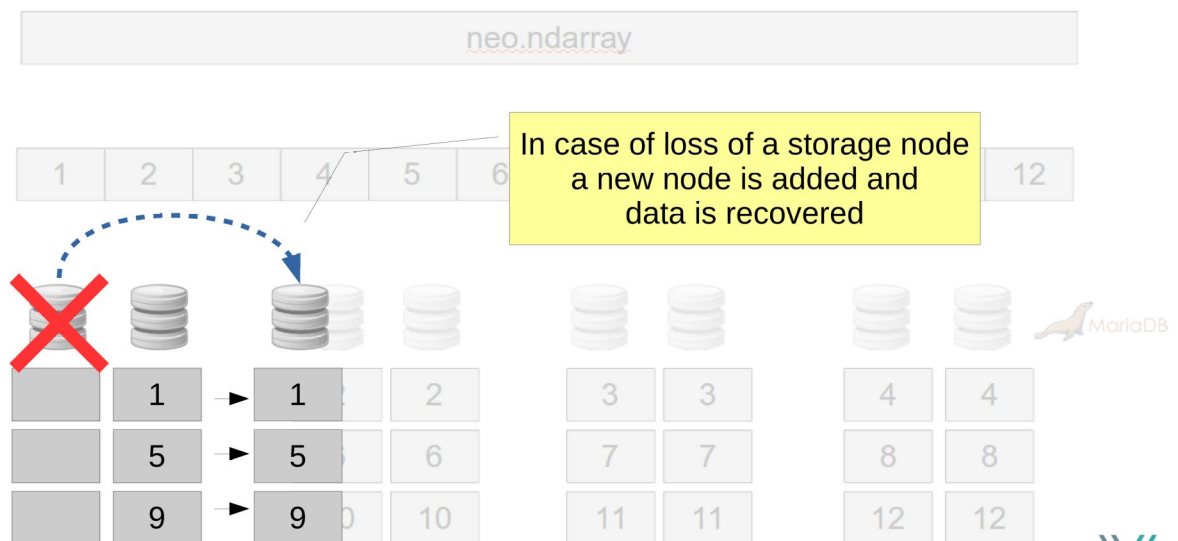 neo.ndarray
In case of loss of a storage node
a new node is added and
data is recovered
1 2 3 4 5 6 12
MariaDB
1 1 2 3 3 4 4
5 5 6 7 7 8 8
9 9 0 10 11 11 12 12